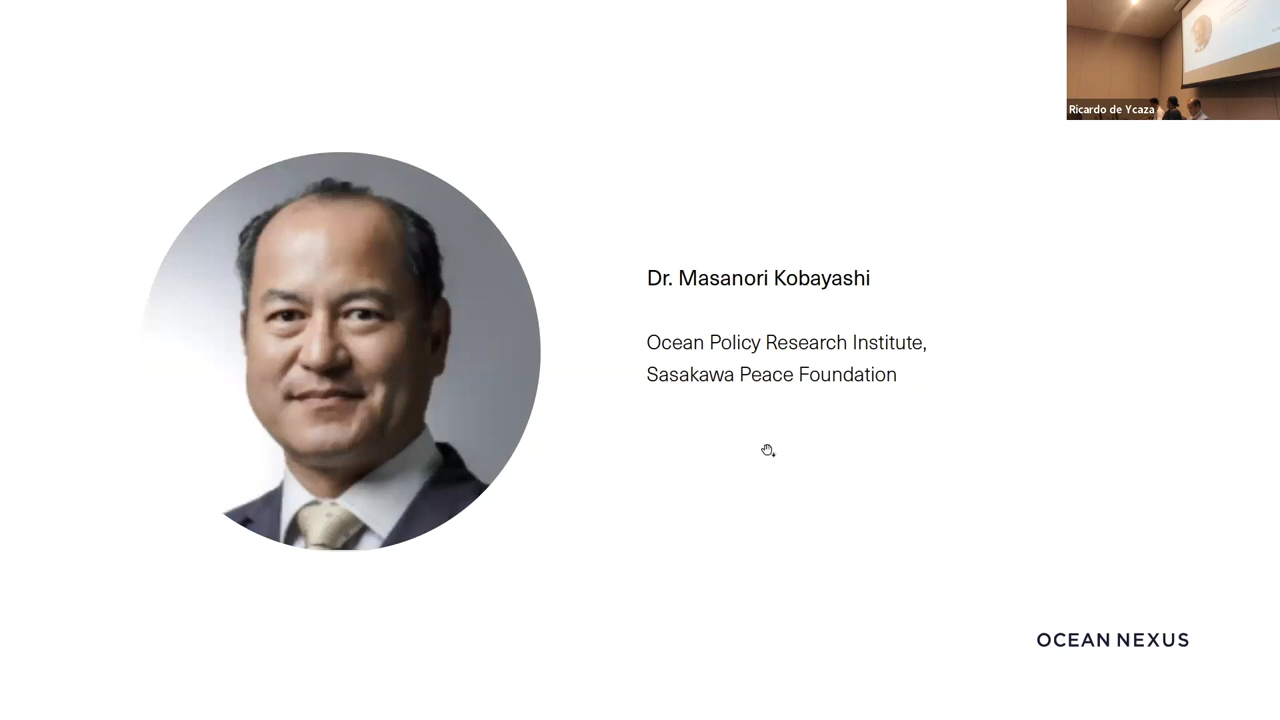 Ricardo de Ycaza
Dr. Masanori Kobayashi
Ocean Policy Research Institute,
Sasakawa Peace Foundation
OCEAN NEXUS